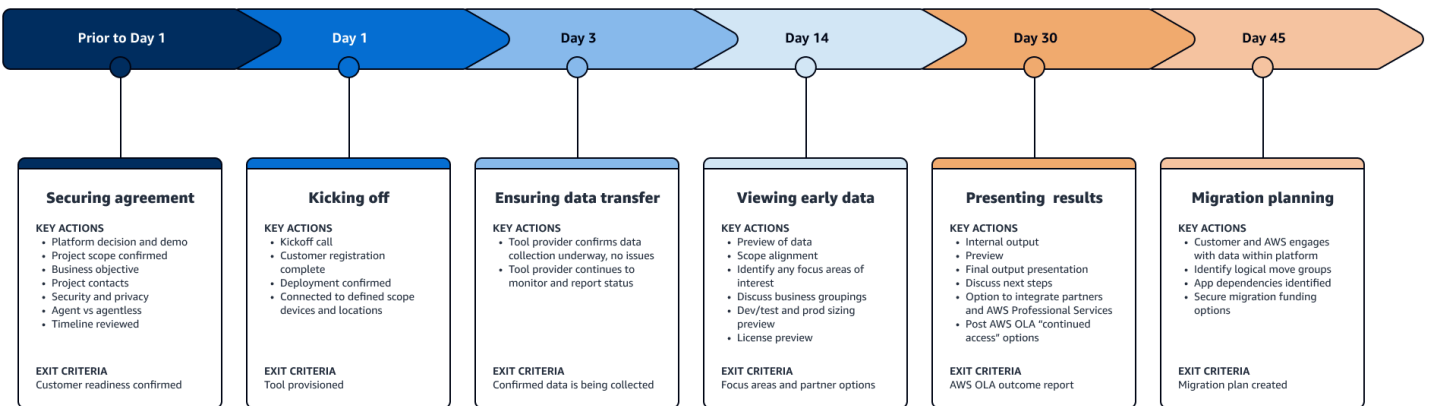 Prior to Day 1
Day 1
Day 3
Day 14
Day 30
Day 45
Securing agreement
KEY ACTIONS
• Platform decision and demo
• Project scope confirmed
• Business objective
• Project contacts
• Security and privacy
• Agent vs agentless
• Timeline reviewed
EXIT CRITERIA
Customer readiness confirmed
Kicking off
KEY ACTIONS
• Kickoff call
• Customer registration
complete
• Deployment confirmed
• Connected to defined scope
devices and locations
EXIT CRITERIA
Tool provisioned
Ensuring data transfer
KEY ACTIONS
• Tool provider confirms data
collection underway, no issues
• Tool provider continues to
monitor and report status
EXIT CRITERIA
Confirmed data is being collected
Viewing early data
KEY ACTIONS
• Preview of data
• Scope alignment
• Identify any focus areas of
interest
• Discuss business groupings
• Dev/test and prod sizing
preview
• License preview
EXIT CRITERIA
Focus areas and partner options
Presenting results
KEY ACTIONS
• Internal output
• Preview
• Final output presentation
• Discuss next steps
• Option to integrate partners
and AWS Professional Services
• Post AWS OLA “continued
access” options
EXIT CRITERIA
AWS OLA outcome report
Migration planning
KEY ACTIONS
• Customer and AWS engages
with data within platform
• Identify logical move groups
• App dependencies identified
• Secure migration funding
options
EXIT CRITERIA
Migration plan created